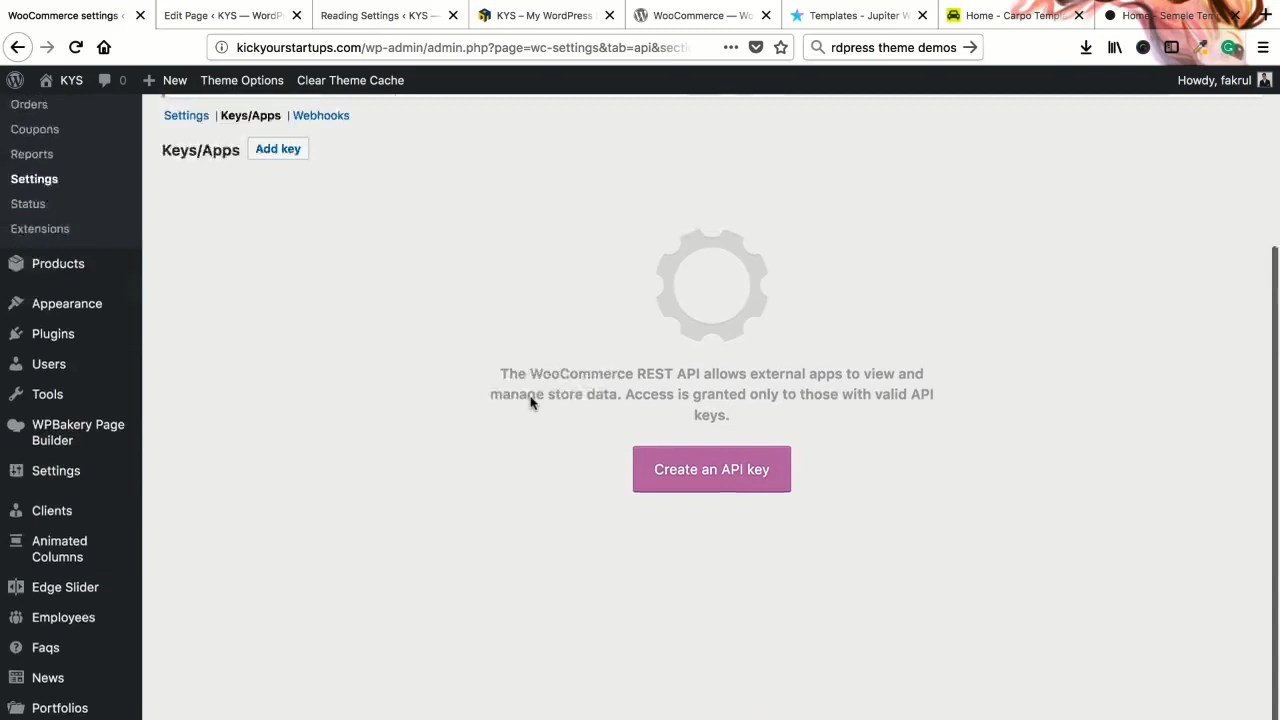 WooCommerce settings ‹
Edit Page ‹ KYS — WordP
Reading Settings ‹ KYS —
KYS – My WordPress
WooCommerce — Wo
Templates - Jupiter W
Home - Carpo Temp
Home - Semele Tem
kickyourstartups.com/wp-admin/admin.php?page=wc-settings&tab=api&secti
rdpress theme demos
KYS
0
New
Theme Options
Clear Theme Cache
Howdy, fakrul
Orders
Coupons
Reports
Settings
Status
Extensions
Products
Appearance
Plugins
Users
Tools
WPBakery Page
Builder
Settings
Clients
Animated
Columns
Edge Slider
Employees
Faqs
News
Portfolios
Settings | Keys/Apps | Webhooks
Keys/Apps Add key
The WooCommerce REST API allows external apps to view and
manage store data. Access is granted only to those with valid API
keys.
Create an API key